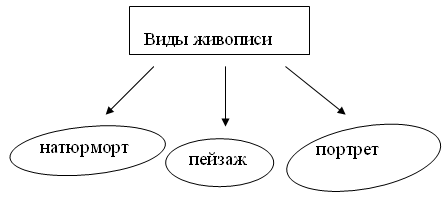 Виды живописи
натюрморт
пейзаж
портрет